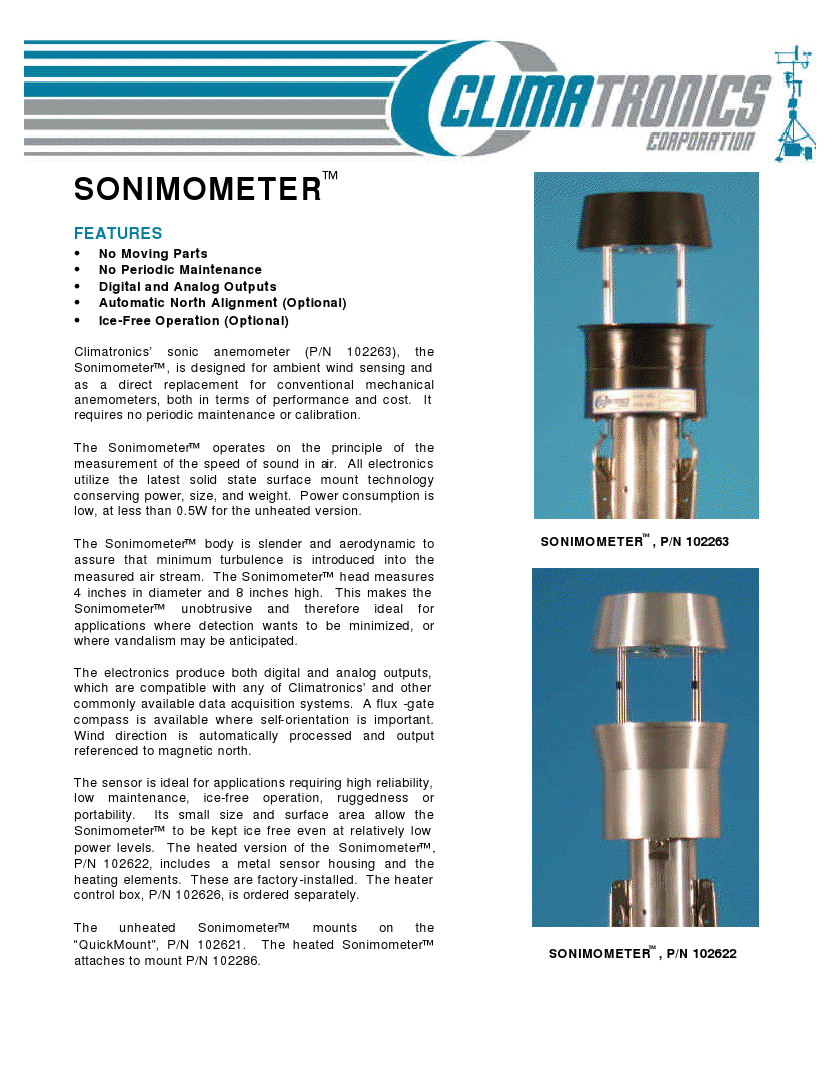 CLIMATRONICS
CORPORATION
SONIMOMETER™
FEATURES
• No Moving Parts
• No Periodic Maintenance
• Digital and Analog Outputs
• Automatic North Alignment (Optional)
• Ice-Free Operation (Optional)
Climatronics' sonic anemometer (P/N 102263), the
Sonimometer™, is designed for ambient wind sensing and
as a direct replacement for conventional mechanical
anemometers, both in terms of performance and cost. It
requires no periodic maintenance or calibration.
The Sonimometer™ operates on the principle of the
measurement of the speed of sound in air. All electronics
utilize the latest solid state surface mount technology
conserving power, size, and weight. Power consumption is
low, at less than 0.5W for the unheated version.
The Sonimometer™ body is slender and aerodynamic to
assure that minimum turbulence is introduced into the
measured air stream. The Sonimometer™ head measures
4 inches in diameter and 8 inches high. This makes the
Sonimometer™ unobtrusive and therefore ideal for
applications where detection wants to be minimized, or
where vandalism may be anticipated.
The electronics produce both digital and analog outputs,
which are compatible with any of Climatronics' and other
commonly available data acquisition systems. A flux -gate
compass is available where self-orientation is important.
Wind direction is automatically processed and output
referenced to magnetic north.
The sensor is ideal for applications requiring high reliability,
low maintenance, ice-free operation, ruggedness or
portability. Its small size and surface area allow the
Sonimometer™ to be kept ice free even at relatively low
power levels. The heated version of the Sonimometer™,
P/N 102622, includes a metal sensor housing and the
heating elements. These are factory-installed. The heater
control box, P/N 102626, is ordered separately.
The unheated Sonimometer™ mounts on the
"QuickMount", P/N 102621. The heated Sonimometer™
attaches to mount P/N 102286.
SONIMOMETER™, P/N 102263
SONIMOMETER™, P/N 102622